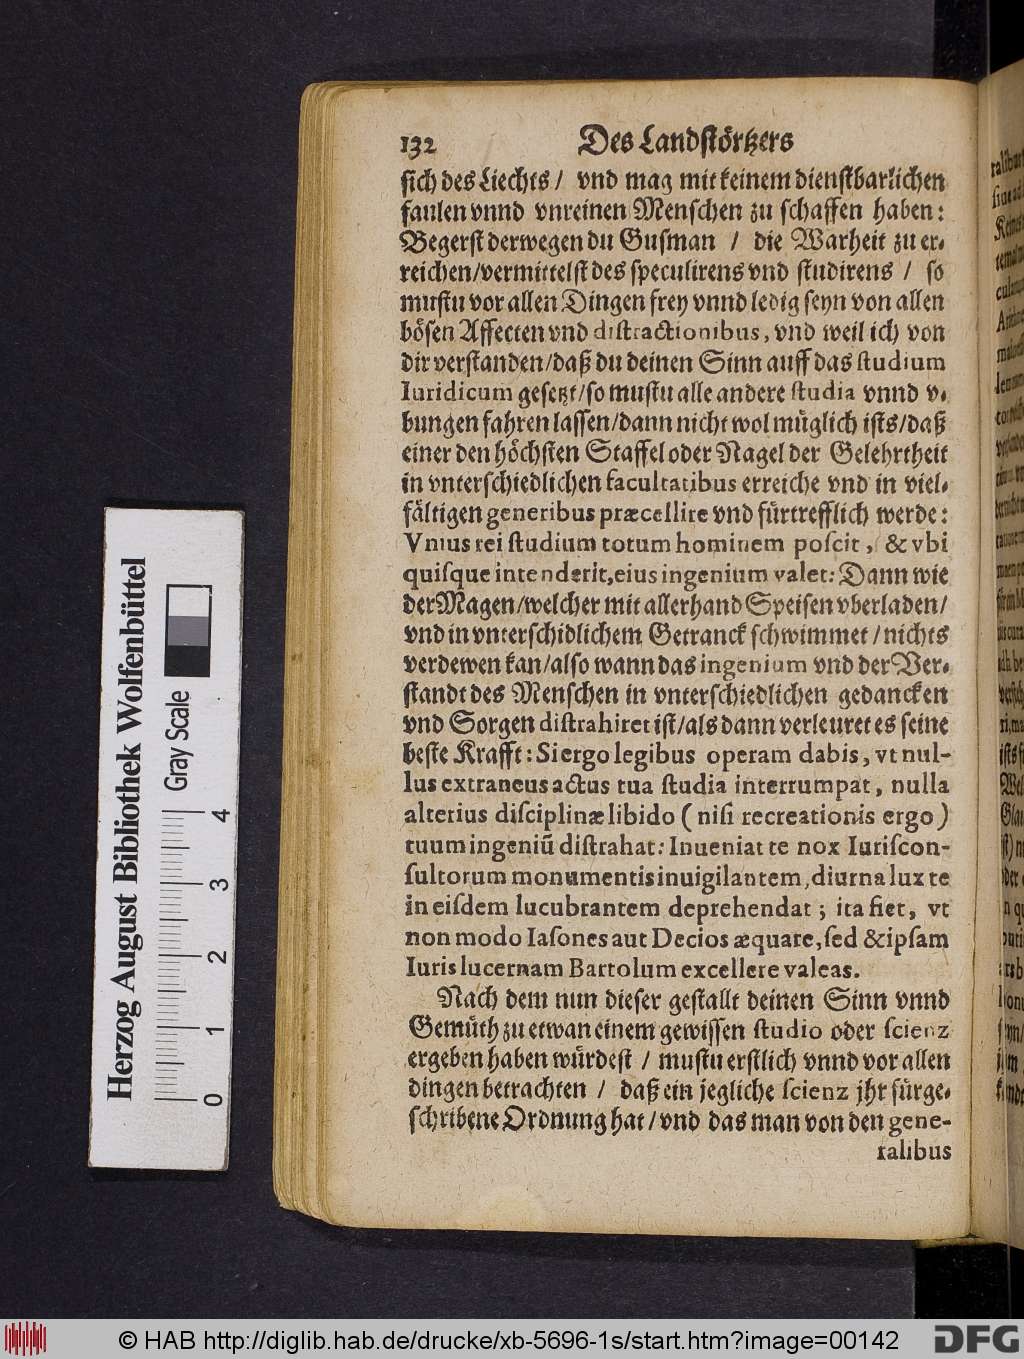 132 Des Landstörtzers
sich des Liechts / vnd mag mit keinem dienstbarlichen
faulen vnnd vnreinen Menschen zu schaffen haben:
Begerst derwegen du Gusman / die Warheit zu er-
reichen/vermittelst des speculirens vnd studirens / so
mustu vor allen Dingen frey vnnd ledig seyn von allen
bösen Affecten vnd distractionibus, vnd weil ich von
dir verstanden/daß du deinen Sinn auff das studium
Iuridicum gesetzt/so mustu alle andere studia vnnd v-
bungen fahren lassen/dann nicht wol müglich ists/daß
einer den höchsten Staffel oder Nagel der Gelehrtheit
in vnterschiedlichen facultatibus erreiche vnd in viel-
fältigen generibus præcellire vnd fürtrefflich werde:
Vnius rei studium totum hominem poscit, & vbi
quisque intenderit, eius ingenium valet: Dann wie
der Magen/welcher mit allerhand Speisen vberladen/
vnd in vnterschidlichem Getranck schwimmet / nichts
verdewen kan/also wann das ingenium vnd der Ver-
standt des Menschen in vnterschiedlichen gedancken
vnd Sorgen distrahiret ist/als dann verleuret es seine
beste Krafft: Si ergo legibus operam dabis, vt nul-
lus extraneus actus tua studia interrumpat, nulla
alterius disciplinæ libido ( nisi recreationis ergo )
tuum ingeniū distrahat: Inueniat te nox Iuriscon-
sultorum monumentis inuigilantem, diurna lux te
in eisdem lucubrantem deprehendat ; ita fiet, vt
non modo Iasones aut Decios æquare, sed & ipsam
Iuris lucernam Bartolum excellere valeas.
Nach dem nun dieser gestallt deinen Sinn vnnd
Gemüth zu etwan einem gewissen studio oder scienz
ergeben haben würdest / mustu erstlich vnnd vor allen
dingen betrachten / daß ein jegliche scienz jhr fürge-
schribene Ordnung hat / vnd das man von den gene-
ralibus
Herzog August Bibliothek Wolfenbüttel
Gray Scale
0 1 2 3 4
© HAB http://diglib.hab.de/drucke/xb-5696-1s/start.htm?image=00142
DFG